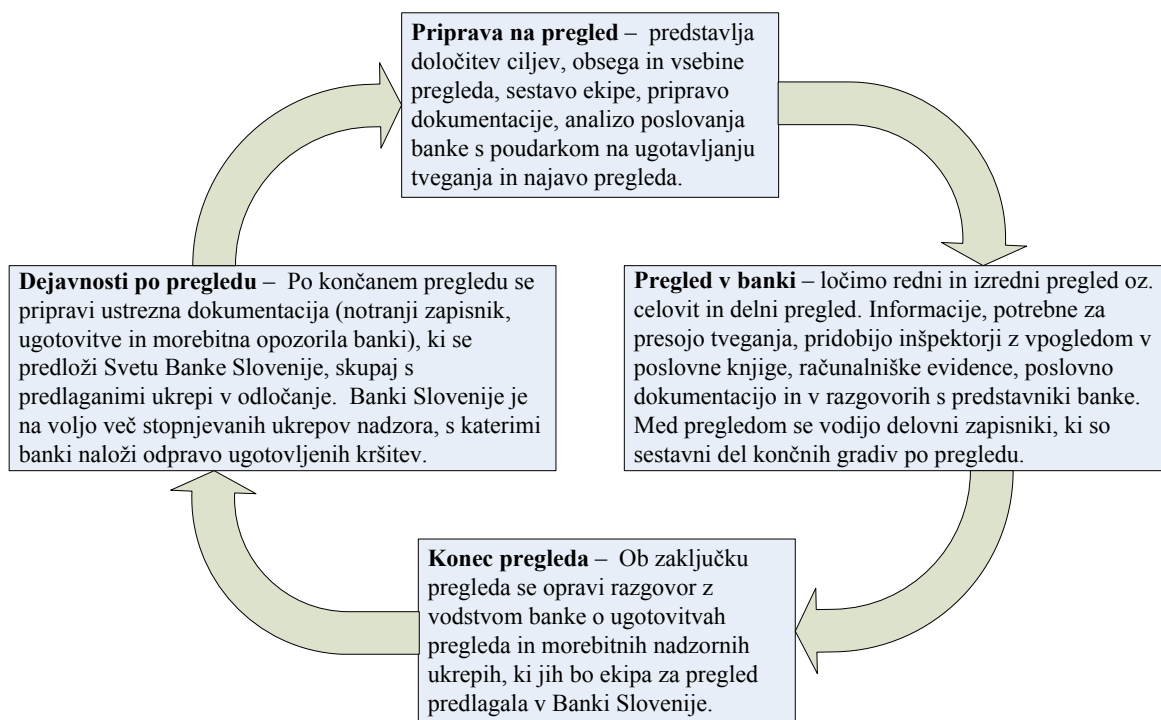 Priprava na pregled – predstavlja
določitev ciljev, obsega in vsebine
pregleda, sestavo ekipe, pripravo
dokumentacije, analizo poslovanja
banke s poudarkom na ugotavljanju
tveganja in najavo pregleda.
Pregled v banki – ločimo redni in izredni pregled oz.
celovit in delni pregled. Informacije, potrebne za
presojo tveganja, pridobijo inšpektorji z vpogledom v
poslovne knjige, računalniške evidence, poslovno
dokumentacijo in v razgovorih s predstavniki banke.
Med pregledom se vodijo delovni zapisniki, ki so
sestavni del končnih gradiv po pregledu.
Konec pregleda – Ob zaključku
pregleda se opravi razgovor z
vodstvom banke o ugotovitvah
pregleda in morebitnih nadzornih
ukrepih, ki jih bo ekipa za pregled
predlagala v Banki Slovenije.
Dejavnosti po pregledu – Po končanem pregledu se
pripravi ustrezna dokumentacija (notranji zapisnik,
ugotovitve in morebitna opozorila banki), ki se
predloži Svetu Banke Slovenije, skupaj s
predlaganimi ukrepi v odločanje. Banki Slovenije je
na voljo več stopnjevanih ukrepov nadzora, s katerimi
banki naloži odpravo ugotovljenih kršitev.